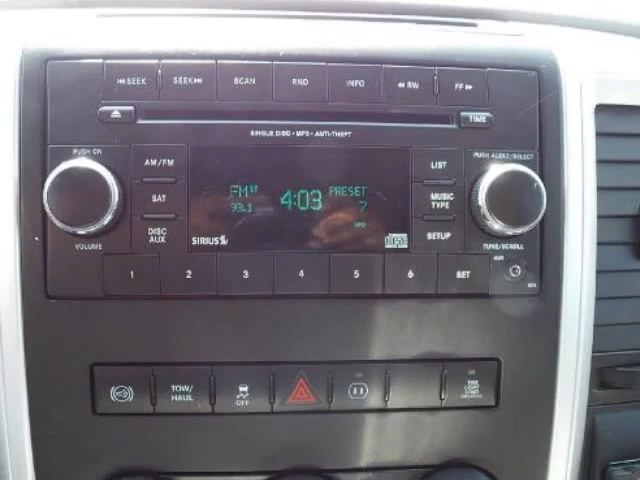 SEEK
SEEK
SCAN
RND
INFO
RW
FF
TIME
SINGLE DISC • MP3 • ANTI-THEFT
PUSH ON
VOLUME
AM/FM
SAT
DISC AUX
FM ST
93.1
4:03
PRESET
7
SIRIUS
LIST
MUSIC TYPE
SETUP
PUSH AUDIO/SELECT
TUNE/SCROLL
1
2
3
4
5
6
SET
AUX
TOW/
HAUL
OFF